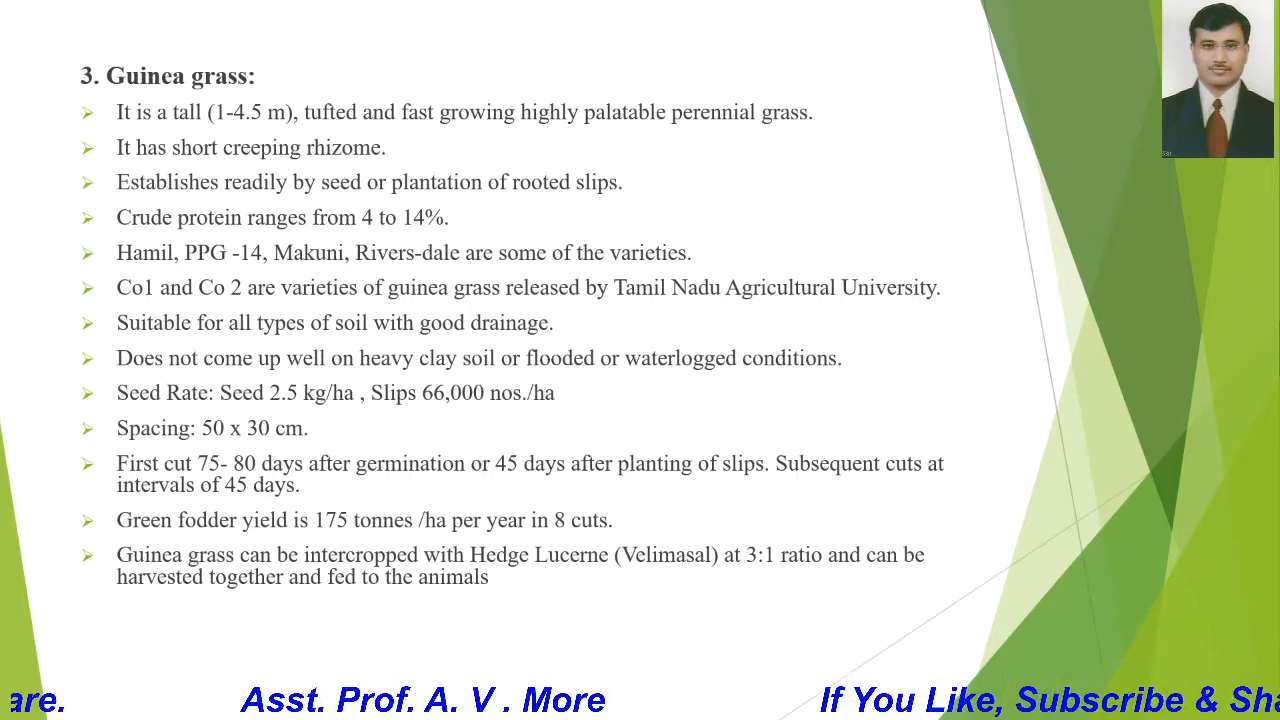 3. Guinea grass:
It is a tall (1-4.5 m), tufted and fast growing highly palatable perennial grass.
It has short creeping rhizome.
Establishes readily by seed or plantation of rooted slips.
Crude protein ranges from 4 to 14%.
Hamil, PPG -14, Makuni, Rivers-dale are some of the varieties.
Co1 and Co 2 are varieties of guinea grass released by Tamil Nadu Agricultural University.
Suitable for all types of soil with good drainage.
Does not come up well on heavy clay soil or flooded or waterlogged conditions.
Seed Rate: Seed 2.5 kg/ha , Slips 66,000 nos./ha
Spacing: 50 x 30 cm.
First cut 75- 80 days after germination or 45 days after planting of slips. Subsequent cuts at
intervals of 45 days.
Green fodder yield is 175 tonnes /ha per year in 8 cuts.
Guinea grass can be intercropped with Hedge Lucerne (Velimasal) at 3:1 ratio and can be
harvested together and fed to the animals
are. Asst. Prof. A. V . More If You Like, Subscribe & Sha